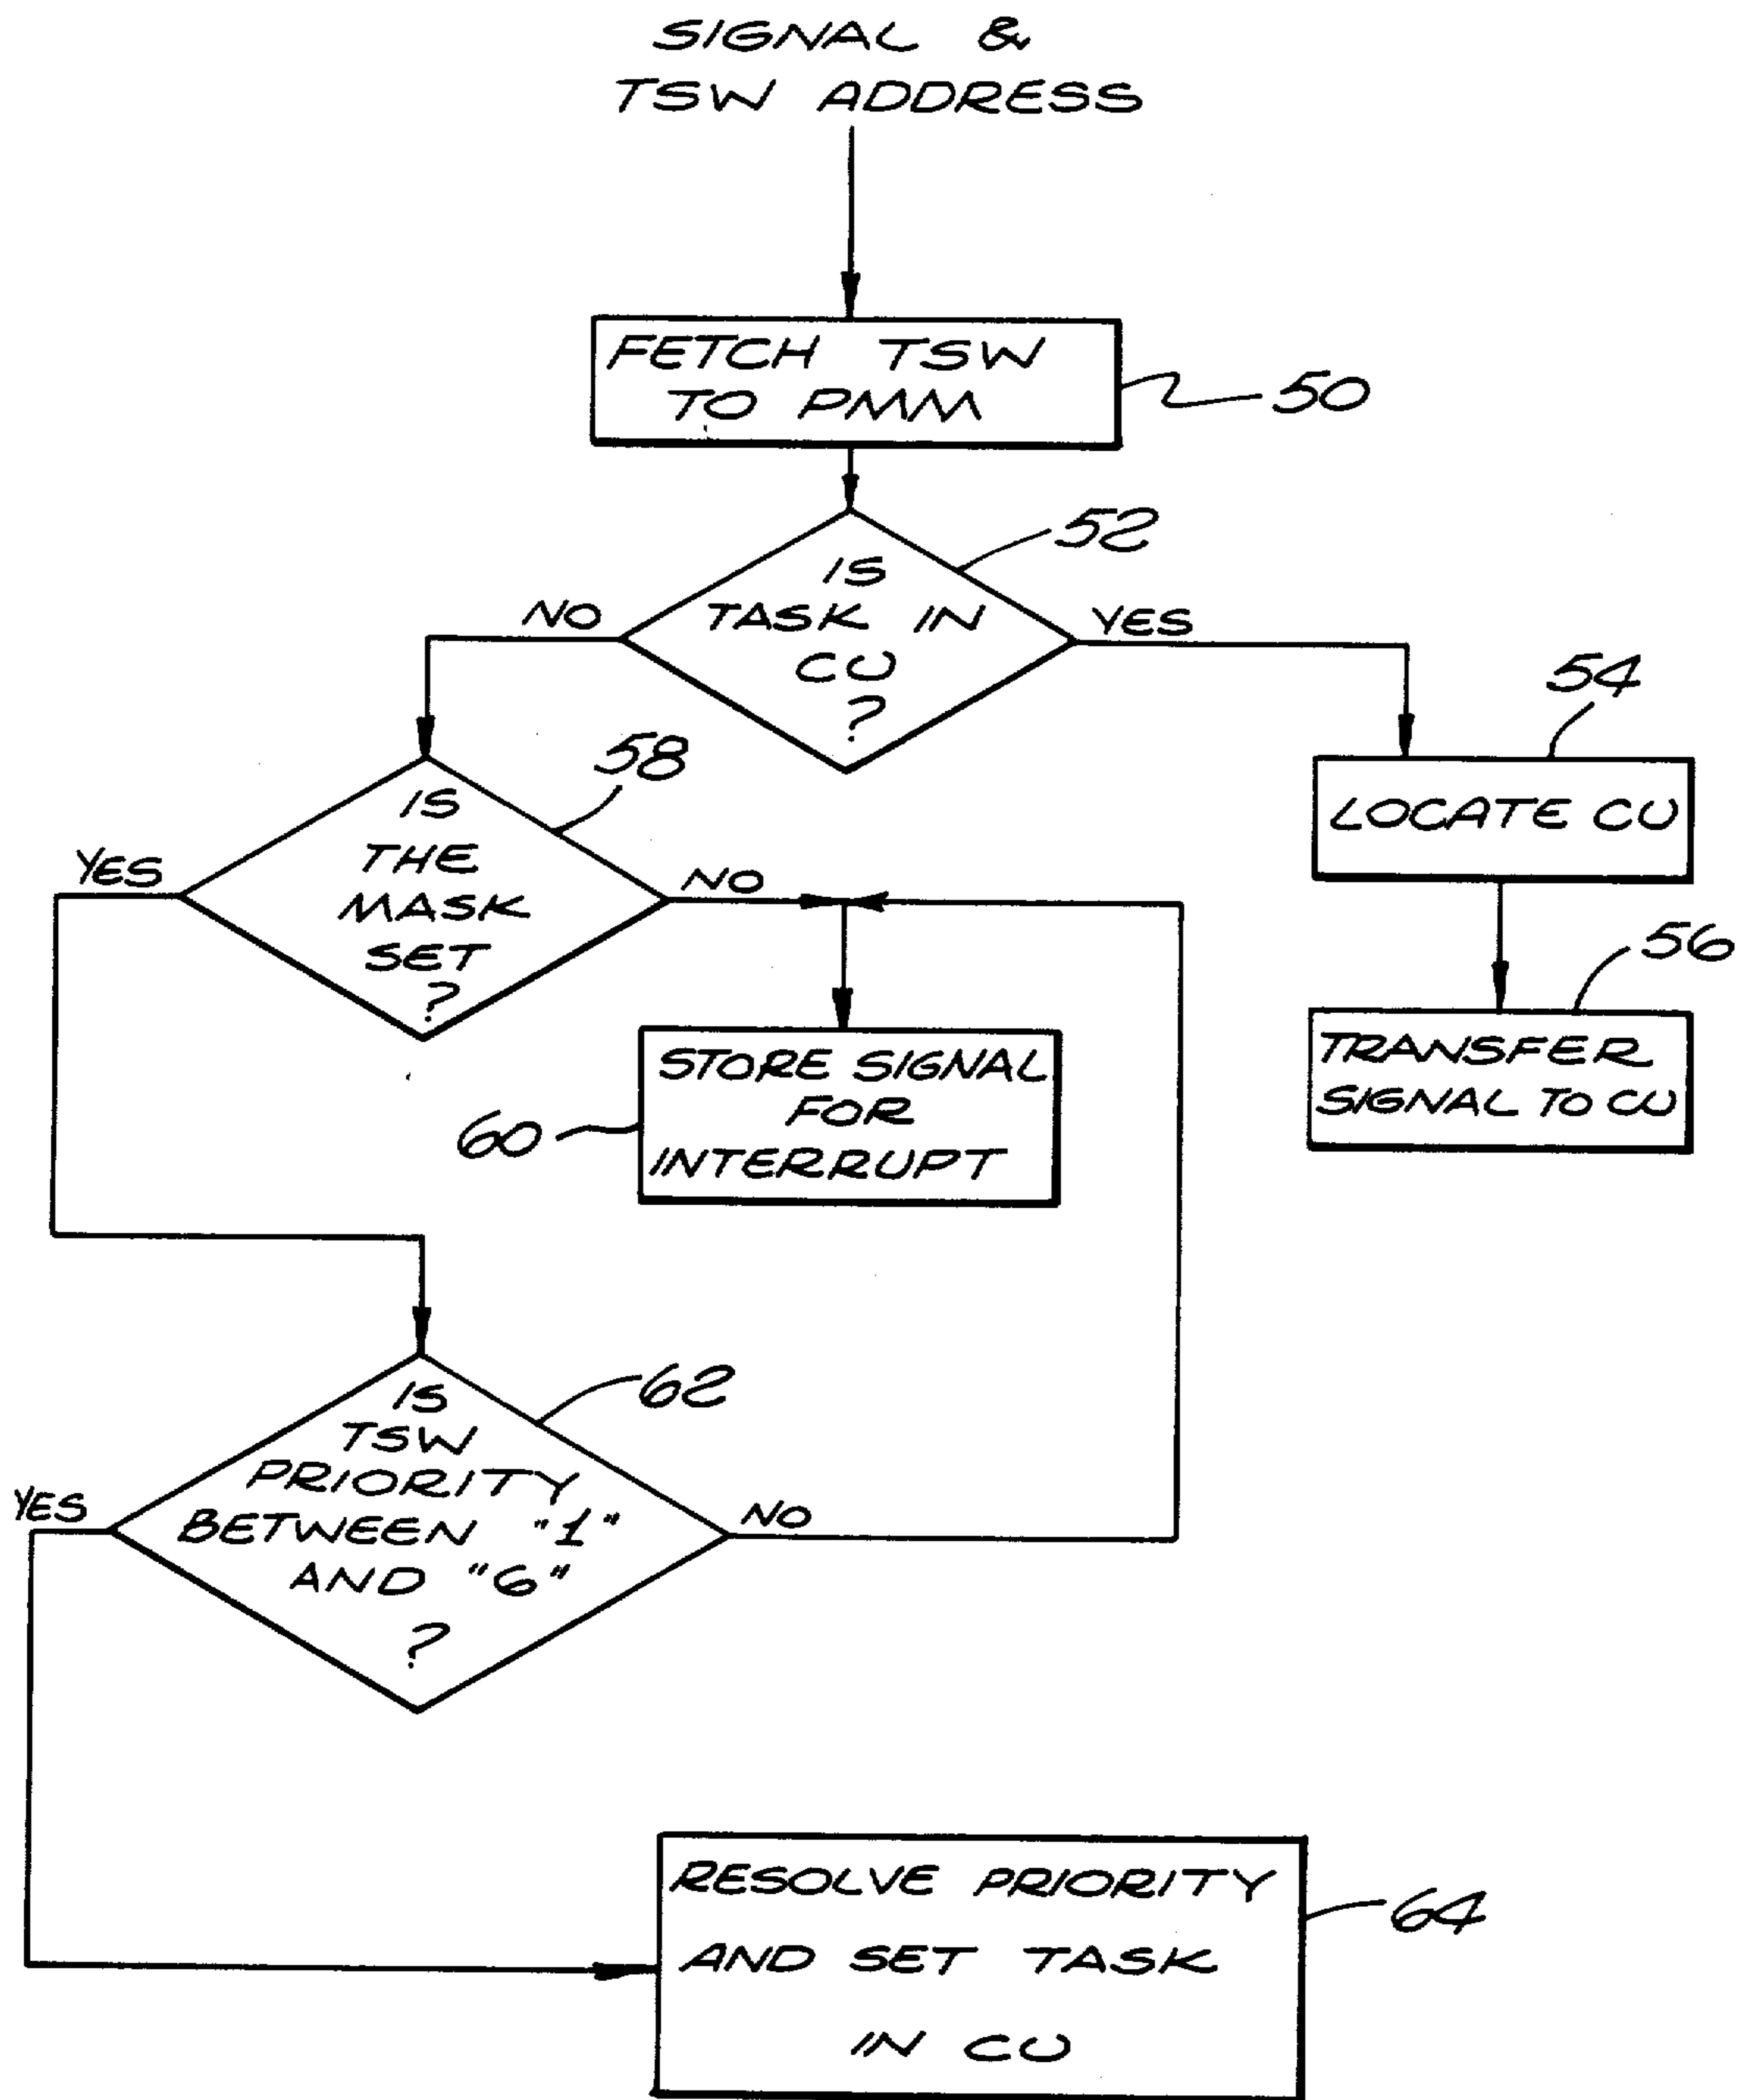 SIGNAL &
TSW ADDRESS
FETCH TSW
TO PMM
50
52
IS
TASK IN
CU
?
NO
YES
54
LOCATE CU
58
IS
THE
MASK
SET
?
YES
NO
56
TRANSFER
SIGNAL TO CU
STORE SIGNAL
FOR
INTERRUPT
60
62
IS
TSW
PRIORITY
BETWEEN "1"
AND "6"
?
YES
NO
RESOLVE PRIORITY
AND SET TASK
IN CU
64